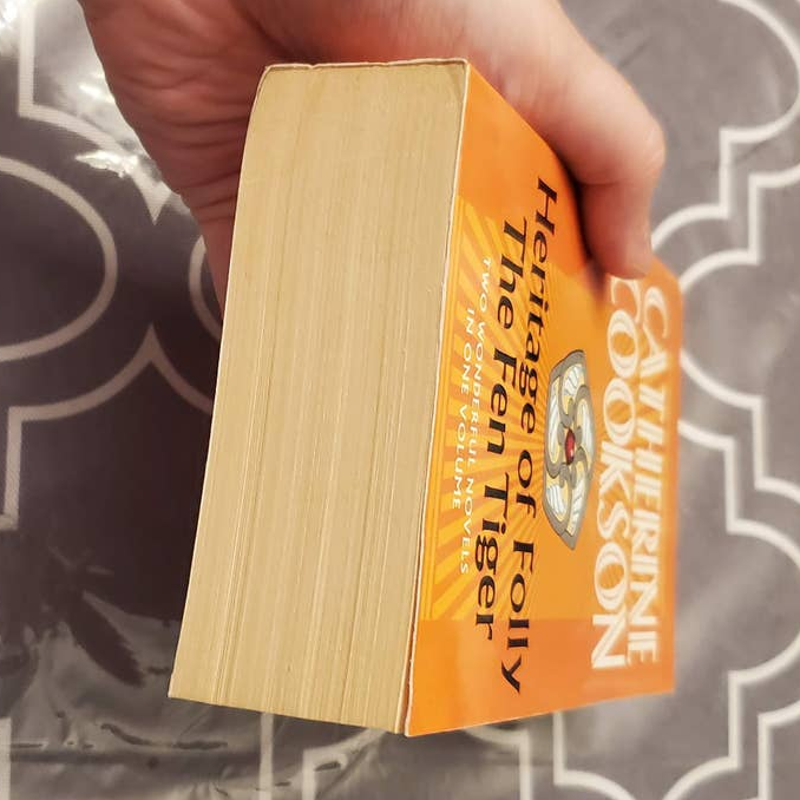 CATHERINE
COOKSON
Heritage of Folly
The Fen Tiger
TWO WONDERFUL NOVELS
IN ONE VOLUME